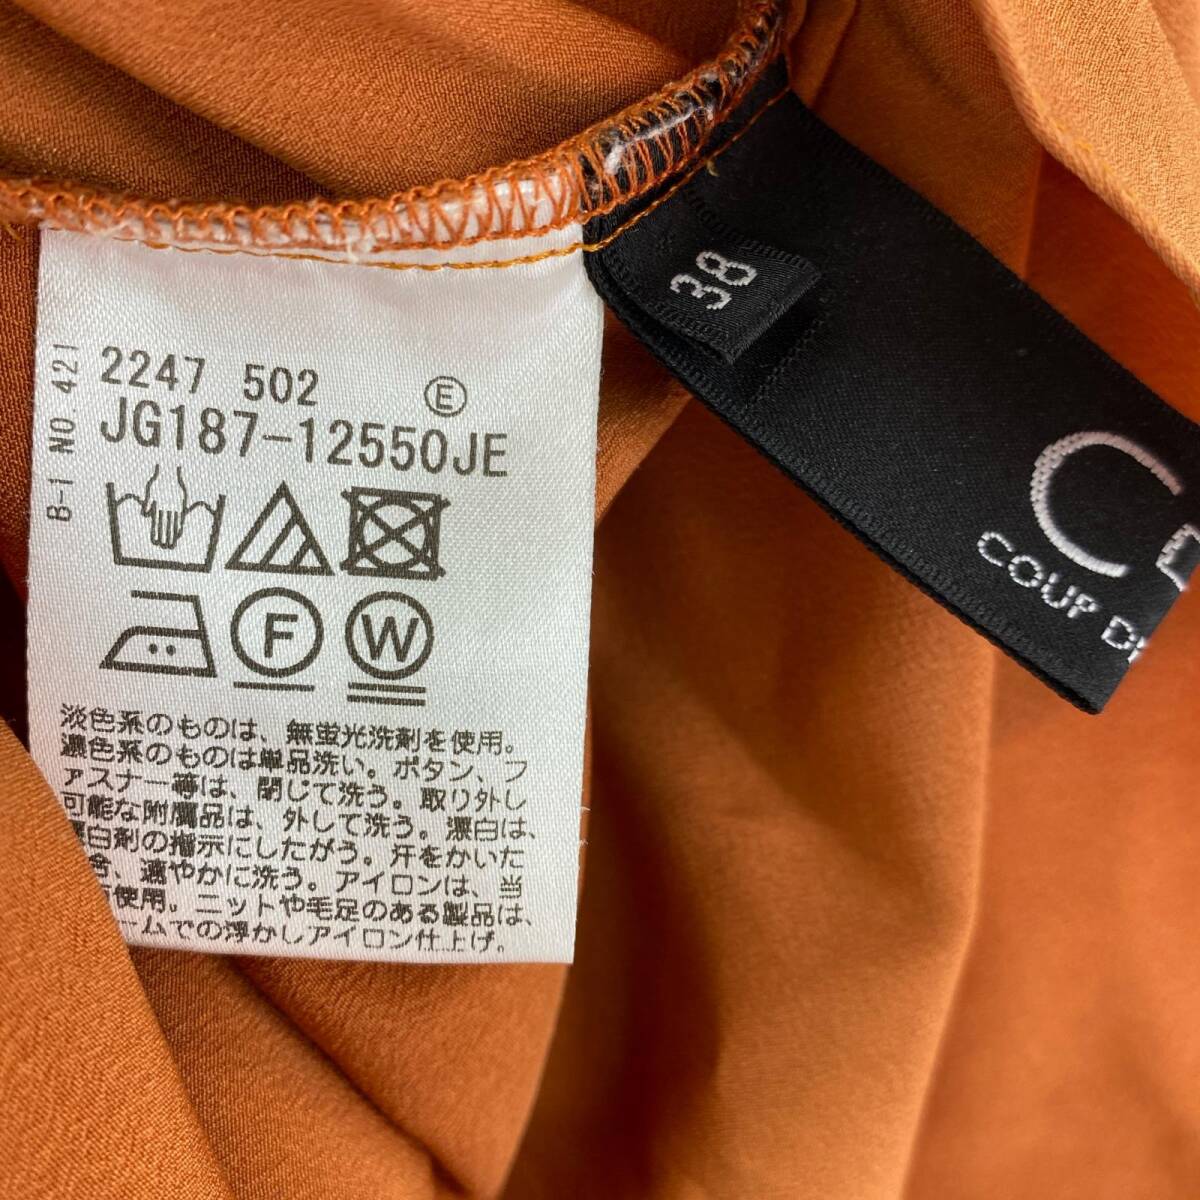 B-1 NO.421
2247 502
Ⓔ
JG187-12550JE
F
W
淡色系のものは、無蛍光洗剤を使用。
濃色系のものは単品洗い。ボタン、フ
ァスナー等は、閉じて洗う。取り外し
可能な附属品は、外して洗う。漂白は、
漂白剤の指示にしたがう。汗をかいた
合、速やかに洗う。アイロンは、当
布使用。ニットや毛足のある製品は、
ームでの浮かしアイロン仕上げ。
38
C
COUP